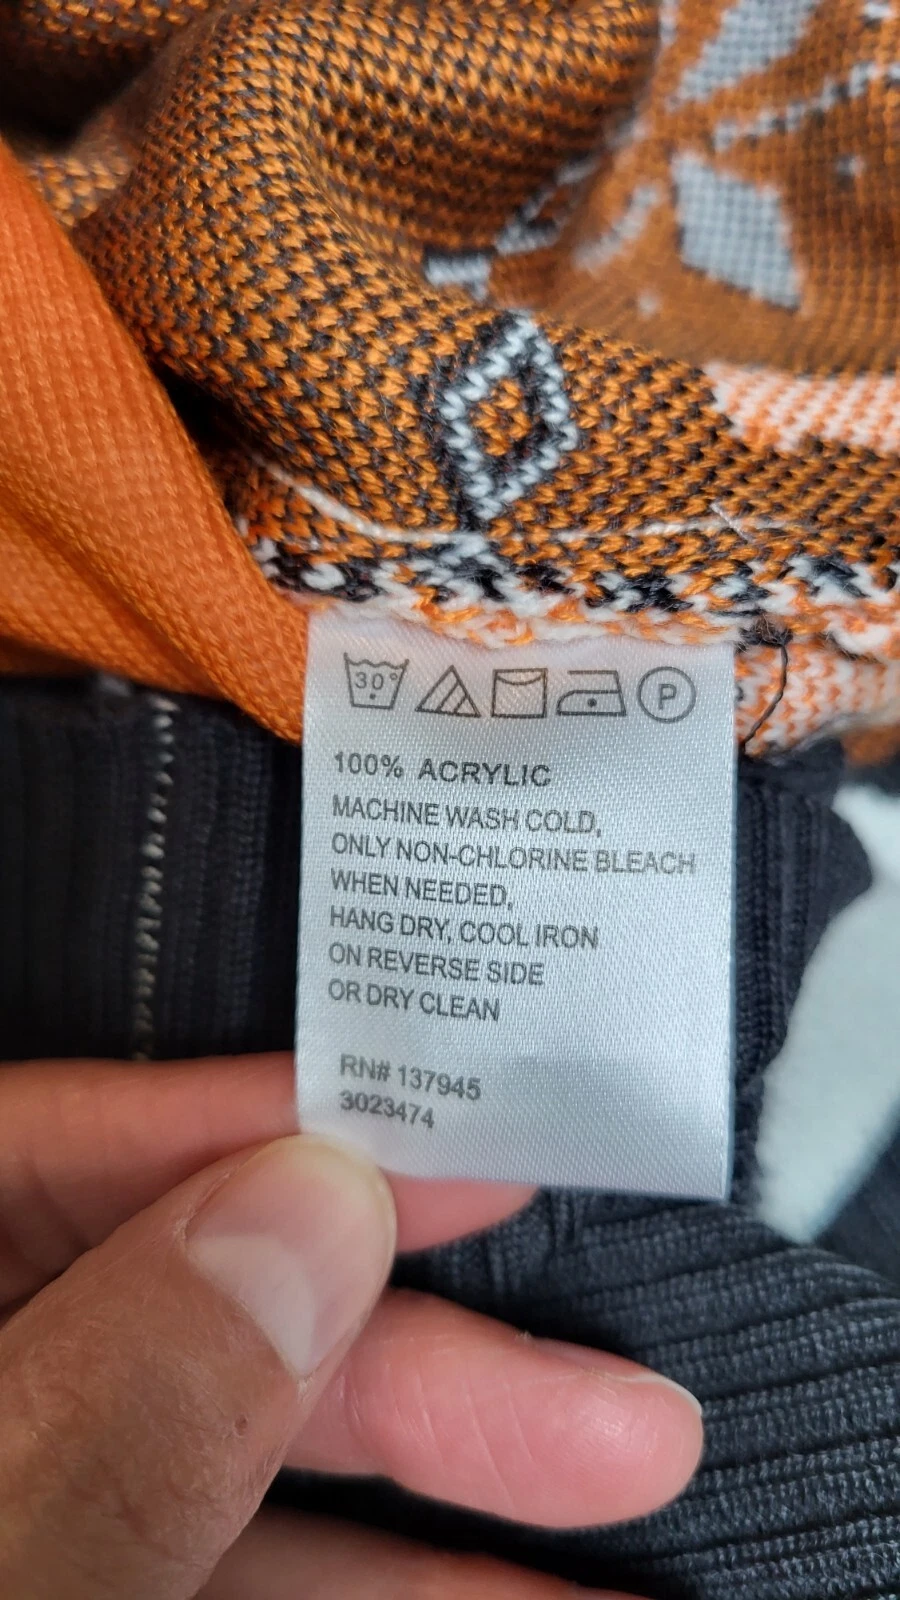 30°
P
100% ACRYLIC
MACHINE WASH COLD,
ONLY NON-CHLORINE BLEACH
WHEN NEEDED,
HANG DRY, COOL IRON
ON REVERSE SIDE
OR DRY CLEAN
RN# 137945
3023474